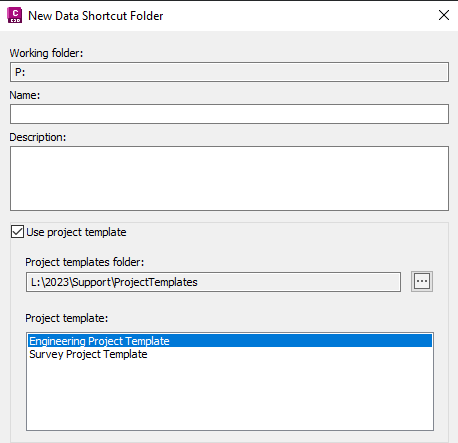 C
C3D
New Data Shortcut Folder
Working folder:
P:
Name:
Description:
Use project template
Project templates folder:
L:\2023\Support\ProjectTemplates
...
Project template:
Engineering Project Template
Survey Project Template